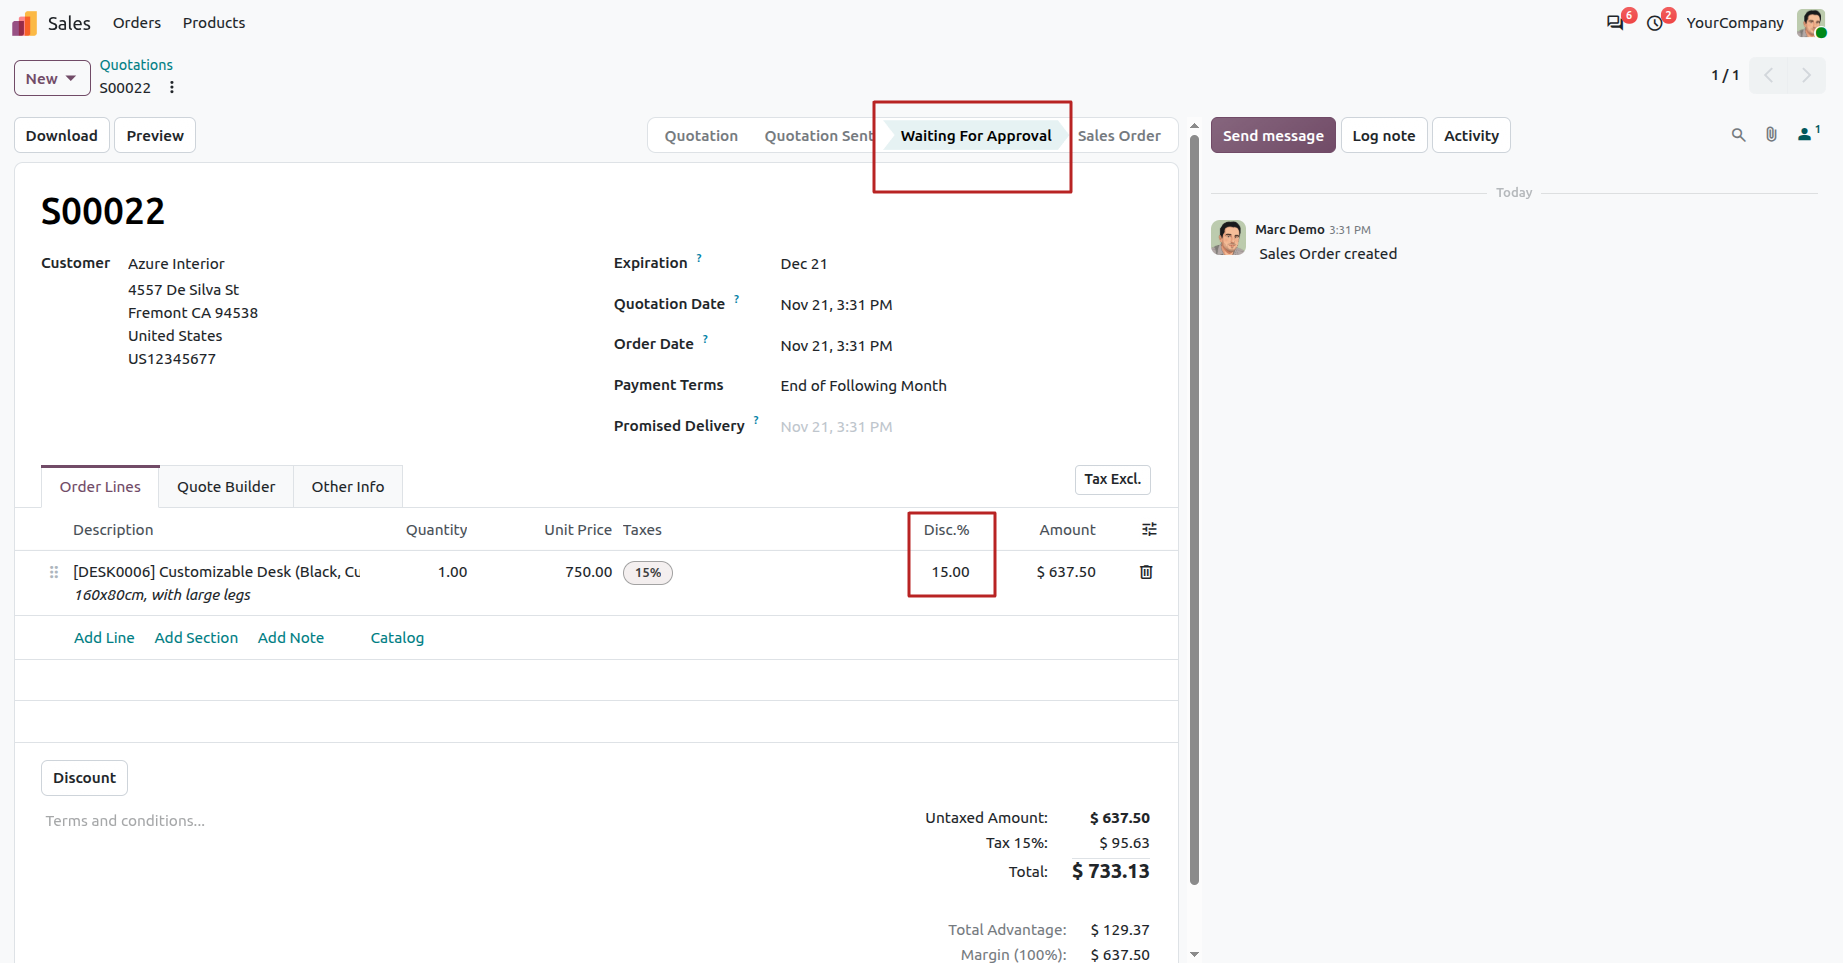 Sales Orders Products 6 2 YourCompany
New Quotations
S00022 1 / 1
Download Preview Quotation Quotation Sent Waiting For Approval Sales Order Send message Log note Activity 1
Today
S00022
Marc Demo 3:31 PM
Sales Order created
Customer Azure Interior
4557 De Silva St
Fremont CA 94538
United States
US12345677
Expiration ? Dec 21
Quotation Date ? Nov 21, 3:31 PM
Order Date ? Nov 21, 3:31 PM
Payment Terms End of Following Month
Promised Delivery ? Nov 21, 3:31 PM
Order Lines Quote Builder Other Info Tax Excl.
Description Quantity Unit Price Taxes Disc.% Amount
[DESK0006] Customizable Desk (Black, Cu 1.00 750.00 15% 15.00 $ 637.50
160x80cm, with large legs
Add Line Add Section Add Note Catalog
Discount
Terms and conditions...
Untaxed Amount: $ 637.50
Tax 15%: $ 95.63
Total: $ 733.13
Total Advantage: $ 129.37
Margin (100%): $ 637.50